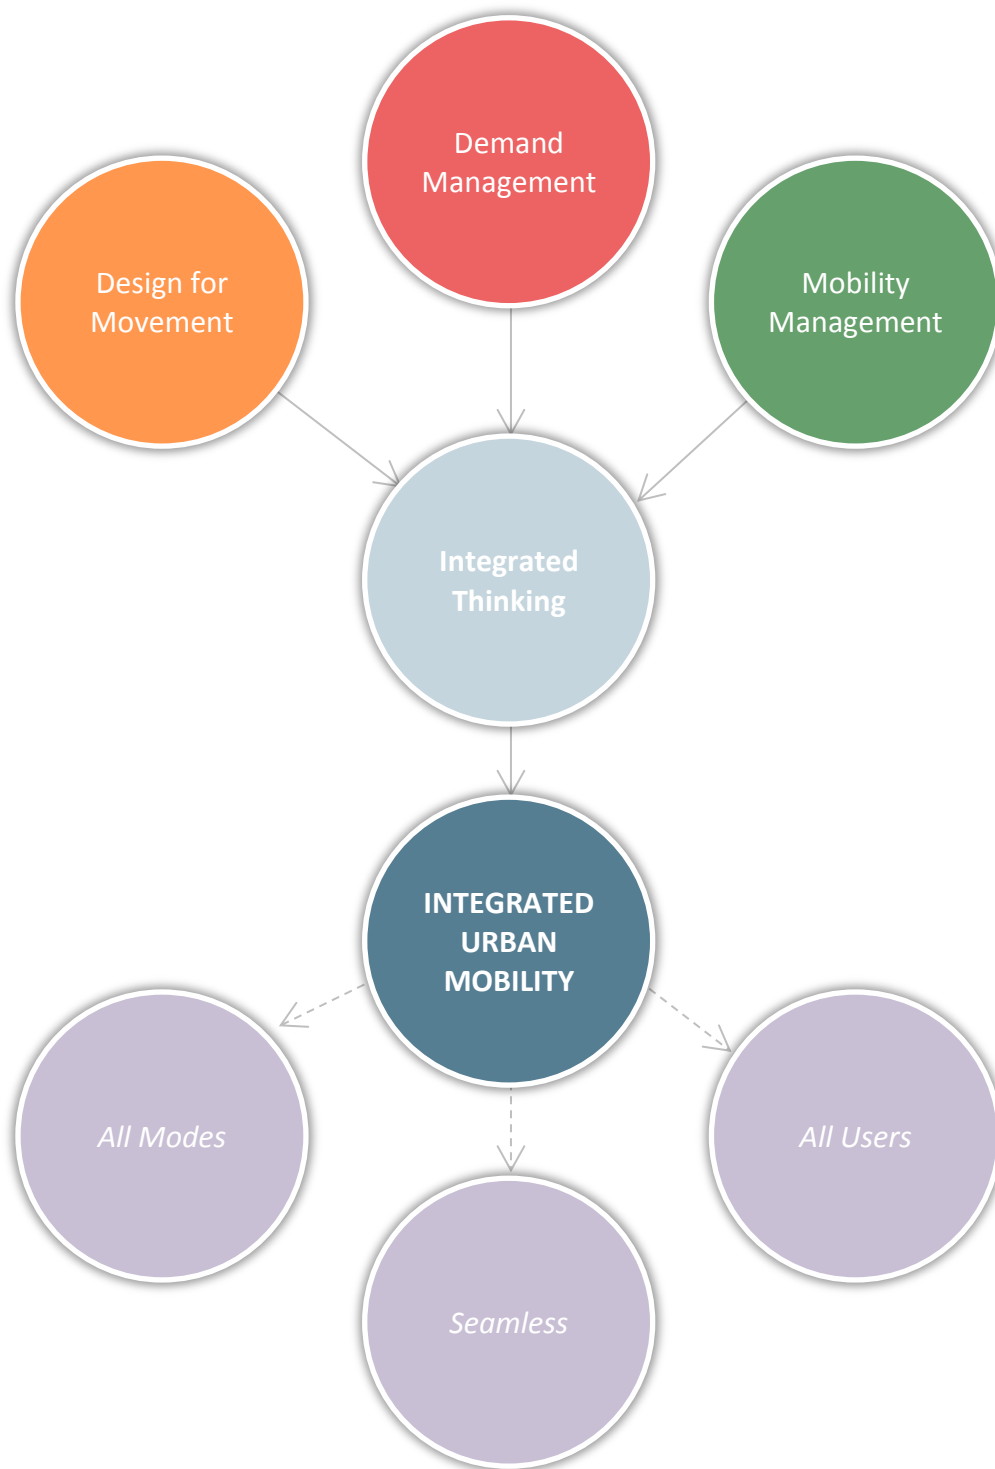 Demand
Management
Design for
Movement
Mobility
Management
Integrated
Thinking
INTEGRATED
URBAN
MOBILITY
All Modes
All Users
Seamless